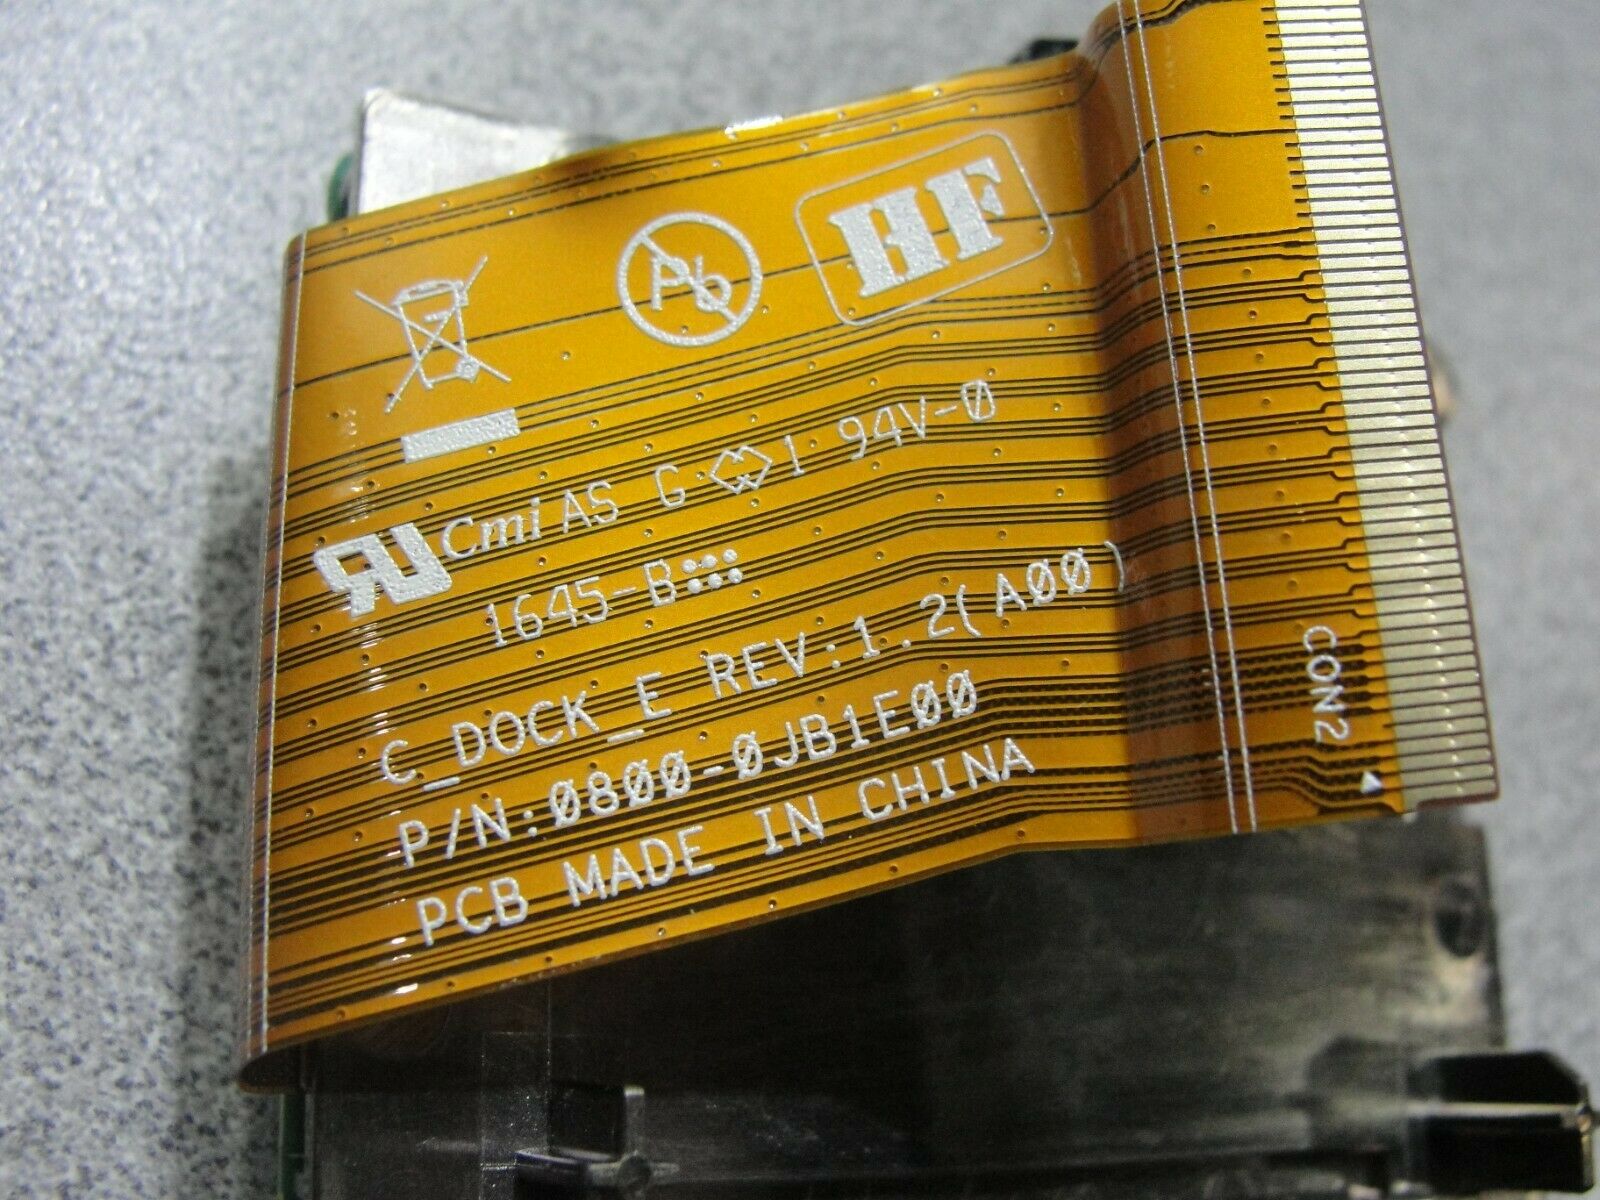 Pb
HF
Cmi AS G 1 94V-0
1645-B
C_DOCK_E REV:1.2(A00)
P/N:0800-0JB1E00
PCB MADE IN CHINA
CON2